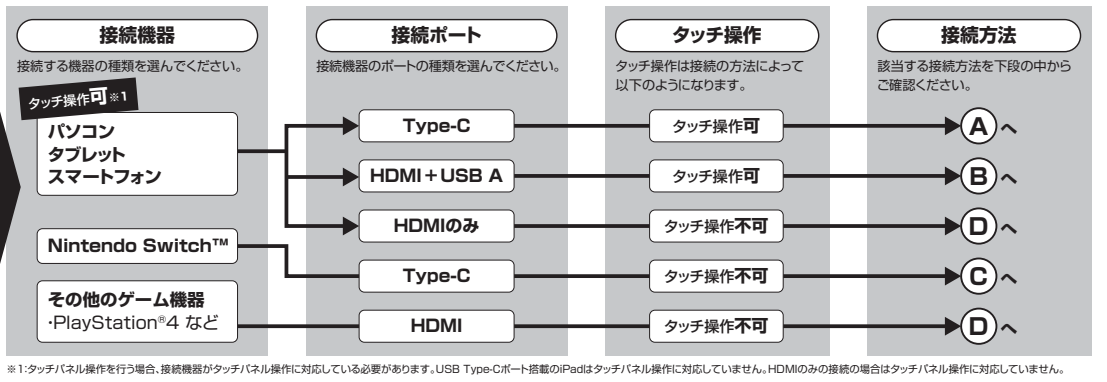 接続機器
接続する機器の種類を選んでください。
タッチ操作可※1
パソコン
タブレット
スマートフォン
Nintendo Switch™
その他のゲーム機器
･PlayStation®4 など
接続ポート
接続機器のポートの種類を選んでください。
Type-C
HDMI+USB A
HDMIのみ
Type-C
HDMI
タッチ操作
タッチ操作は接続の方法によって
以下のようになります。
タッチ操作可
タッチ操作可
タッチ操作不可
タッチ操作不可
タッチ操作不可
接続方法
該当する接続方法を下段の中から
ご確認ください。
Aへ
Bへ
Dへ
Cへ
Dへ
※1:タッチパネル操作を行う場合、接続機器がタッチパネル操作に対応している必要があります。USB Type-Cポート搭載のiPadはタッチパネル操作に対応していません。HDMIのみの接続の場合はタッチパネル操作に対応していません。